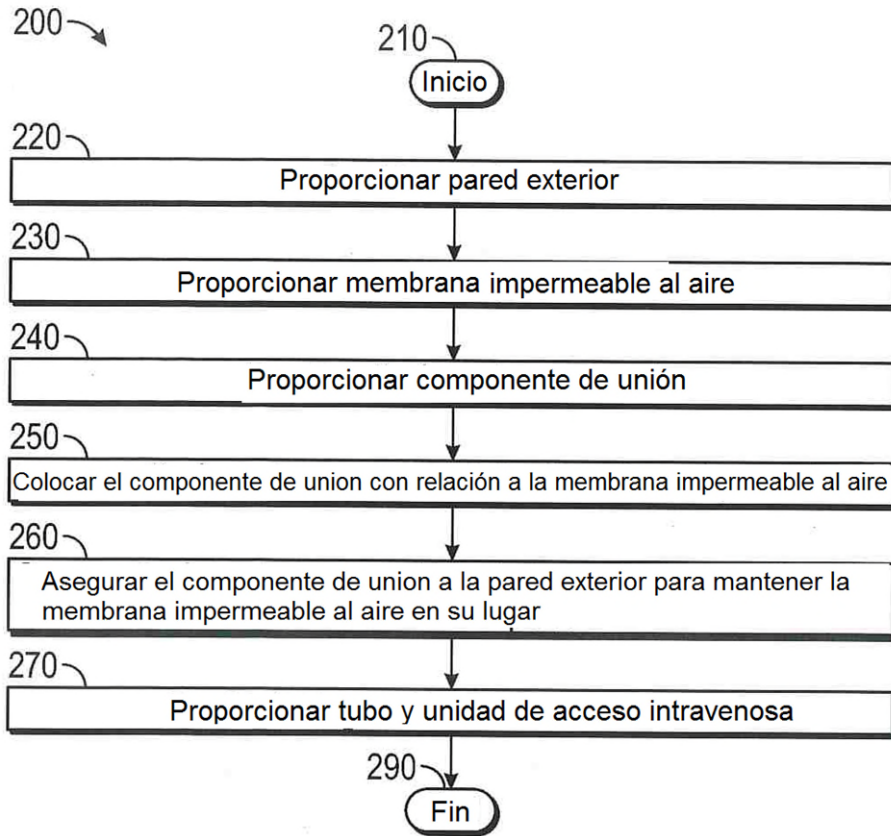 200
210
Inicio
220
Proporcionar pared exterior
230
Proporcionar membrana impermeable al aire
240
Proporcionar componente de unión
250
Colocar el componente de union con relación a la membrana impermeable al aire
260
Asegurar el componente de union a la pared exterior para mantener la
membrana impermeable al aire en su lugar
270
Proporcionar tubo y unidad de acceso intravenosa
290
Fin